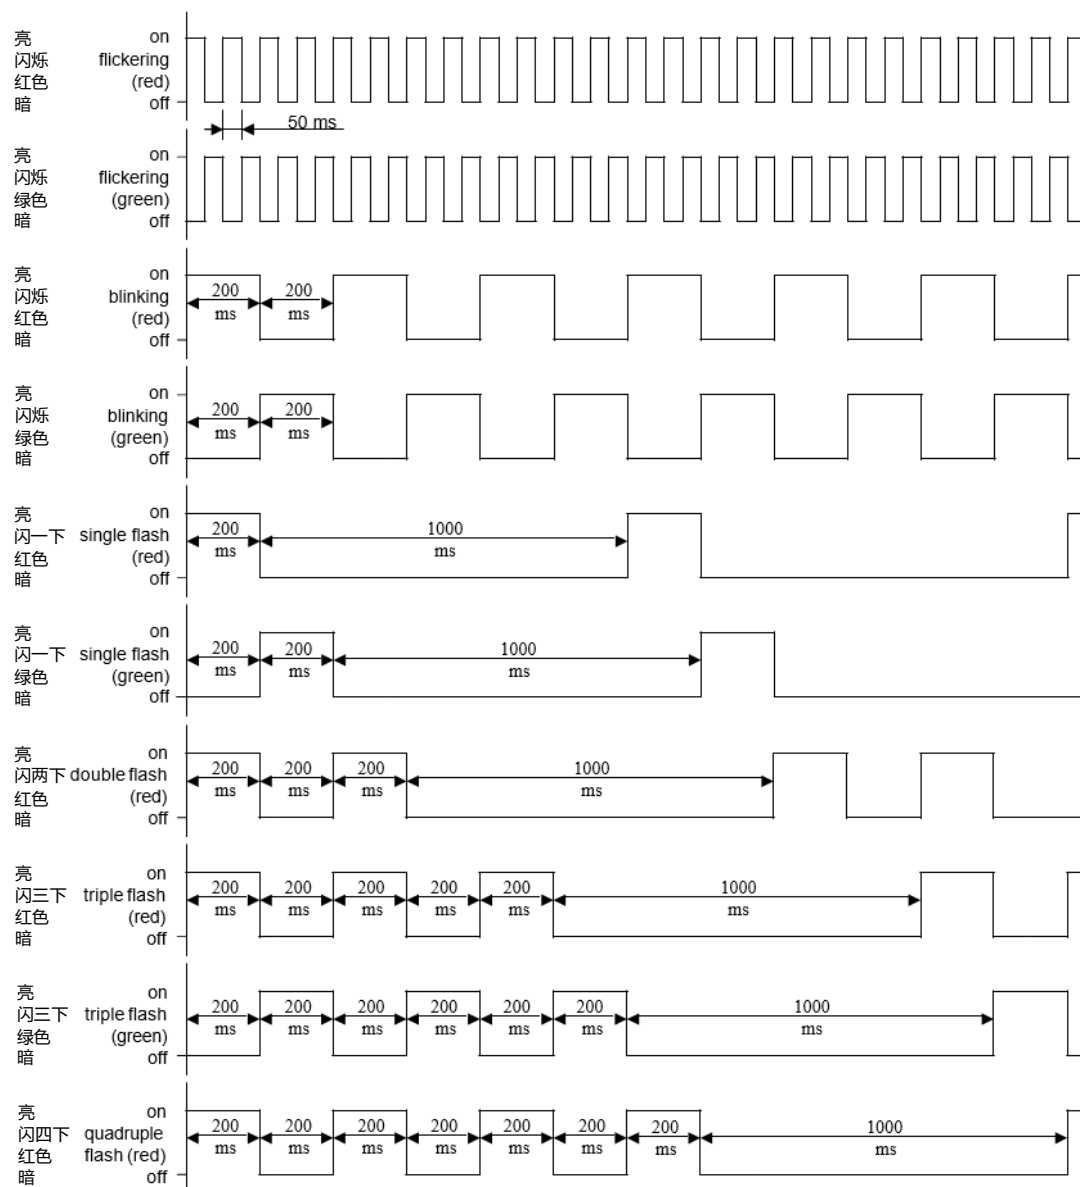 亮 on
闪烁 flickering
红色 (red)
暗 off
50 ms
亮 on
闪烁 flickering
绿色 (green)
暗 off
亮 on
闪烁 blinking 200 200
红色 (red) ms ms
暗 off
亮 on
闪烁 blinking 200 200
绿色 (green) ms ms
暗 off
亮 on
闪一下 single flash 200 1000
红色 (red) ms ms
暗 off
亮 on
闪一下 single flash 200 200 1000
绿色 (green) ms ms ms
暗 off
亮 on
闪两下 double flash 200 200 200 1000
红色 (red) ms ms ms ms
暗 off
亮 on
闪三下 triple flash 200 200 200 200 200 1000
红色 (red) ms ms ms ms ms ms
暗 off
亮 on
闪三下 triple flash 200 200 200 200 200 200 1000
绿色 (green) ms ms ms ms ms ms ms
暗 off
亮 on
闪四下 quadruple 200 200 200 200 200 200 200 1000
红色 flash (red) ms ms ms ms ms ms ms ms
暗 off